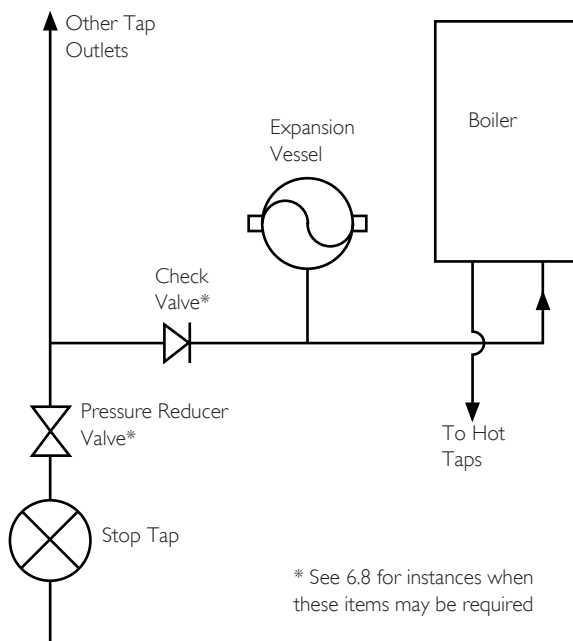 Other Tap
Outlets
Boiler
Expansion
Vessel
Check
Valve*
Pressure Reducer
Valve*
To Hot
Taps
Stop Tap
* See 6.8 for instances when
these items may be required